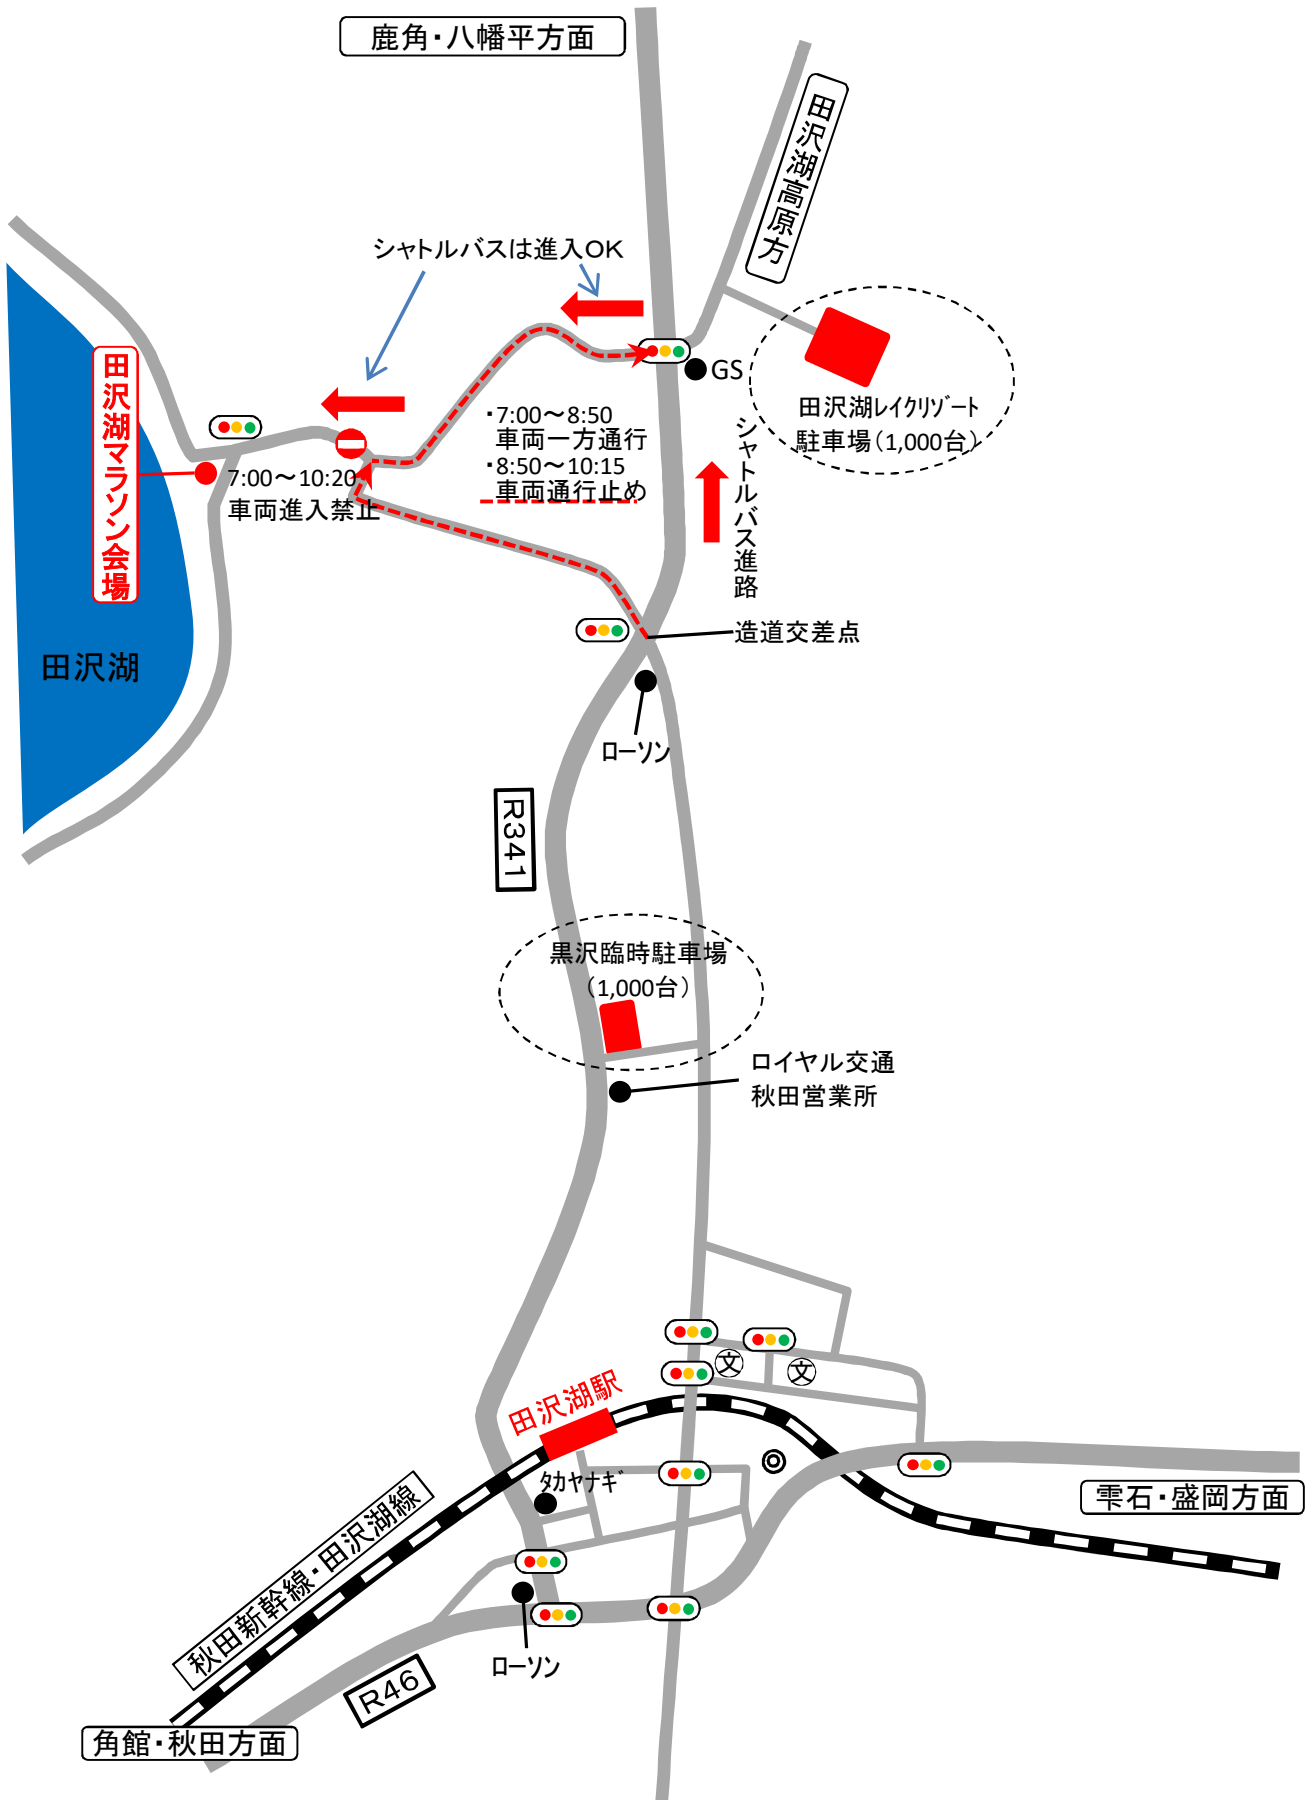 鹿角・八幡平方面
田沢湖高原方
シャトルバスは進入OK
GS
田沢湖ﾚｲｸﾘｿﾞｰﾄ
駐車場（1,000台）
田沢湖マラソン会場
・7:00～8:50
車両一方通行
・8:50～10:15
車両通行止め
シャトルバス進路
7:00～10:20
車両進入禁止
造道交差点
田沢湖
ﾛｰｿﾝ
R341
黒沢臨時駐車場
（1,000台）
ロイヤル交通
秋田営業所
文
文
田沢湖駅
ﾀｶﾔﾅｷﾞ
雫石・盛岡方面
秋田新幹線・田沢湖線
ﾛｰｿﾝ
R46
角館・秋田方面